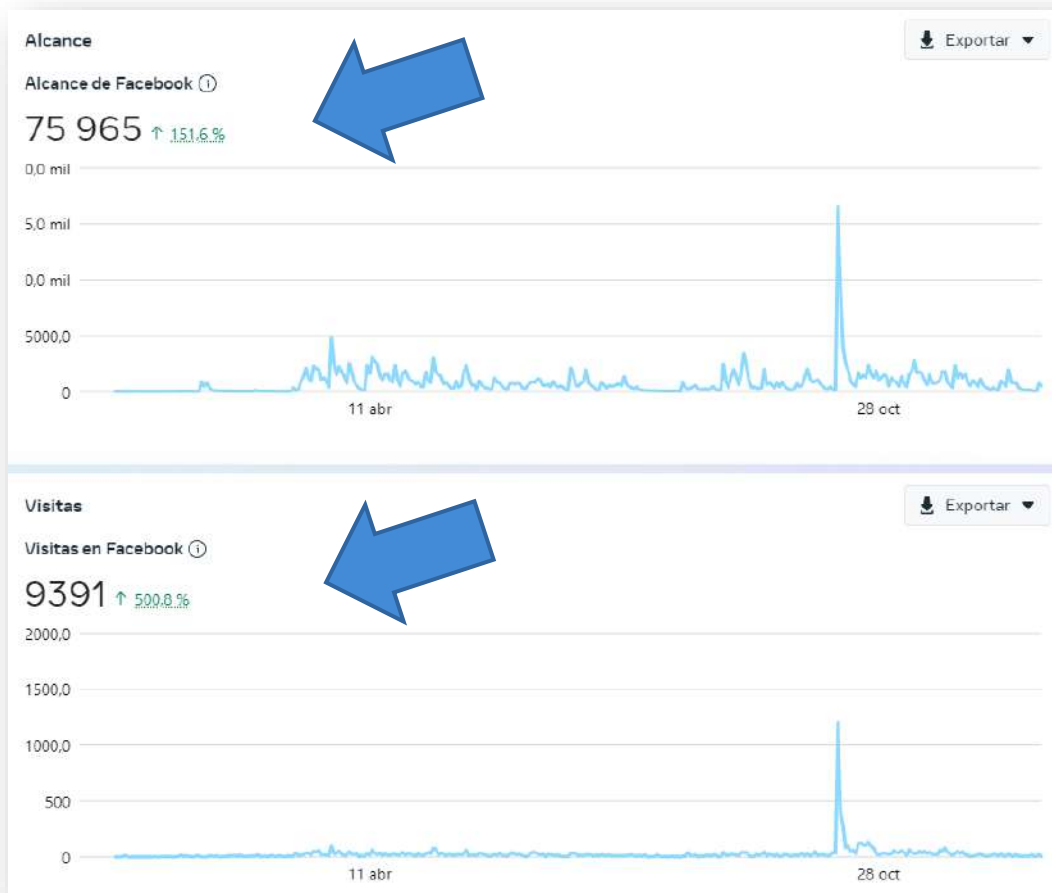 Alcance
Exportar
Alcance de Facebook
75 965 ↑ 151,6 %
0,0 mil
5,0 mil
0,0 mil
5000,0
0
11 abr 28 oct
Visitas
Exportar
Visitas en Facebook
9391 ↑ 500,8 %
2000,0
1500,0
1000,0
500
0
11 abr 28 oct